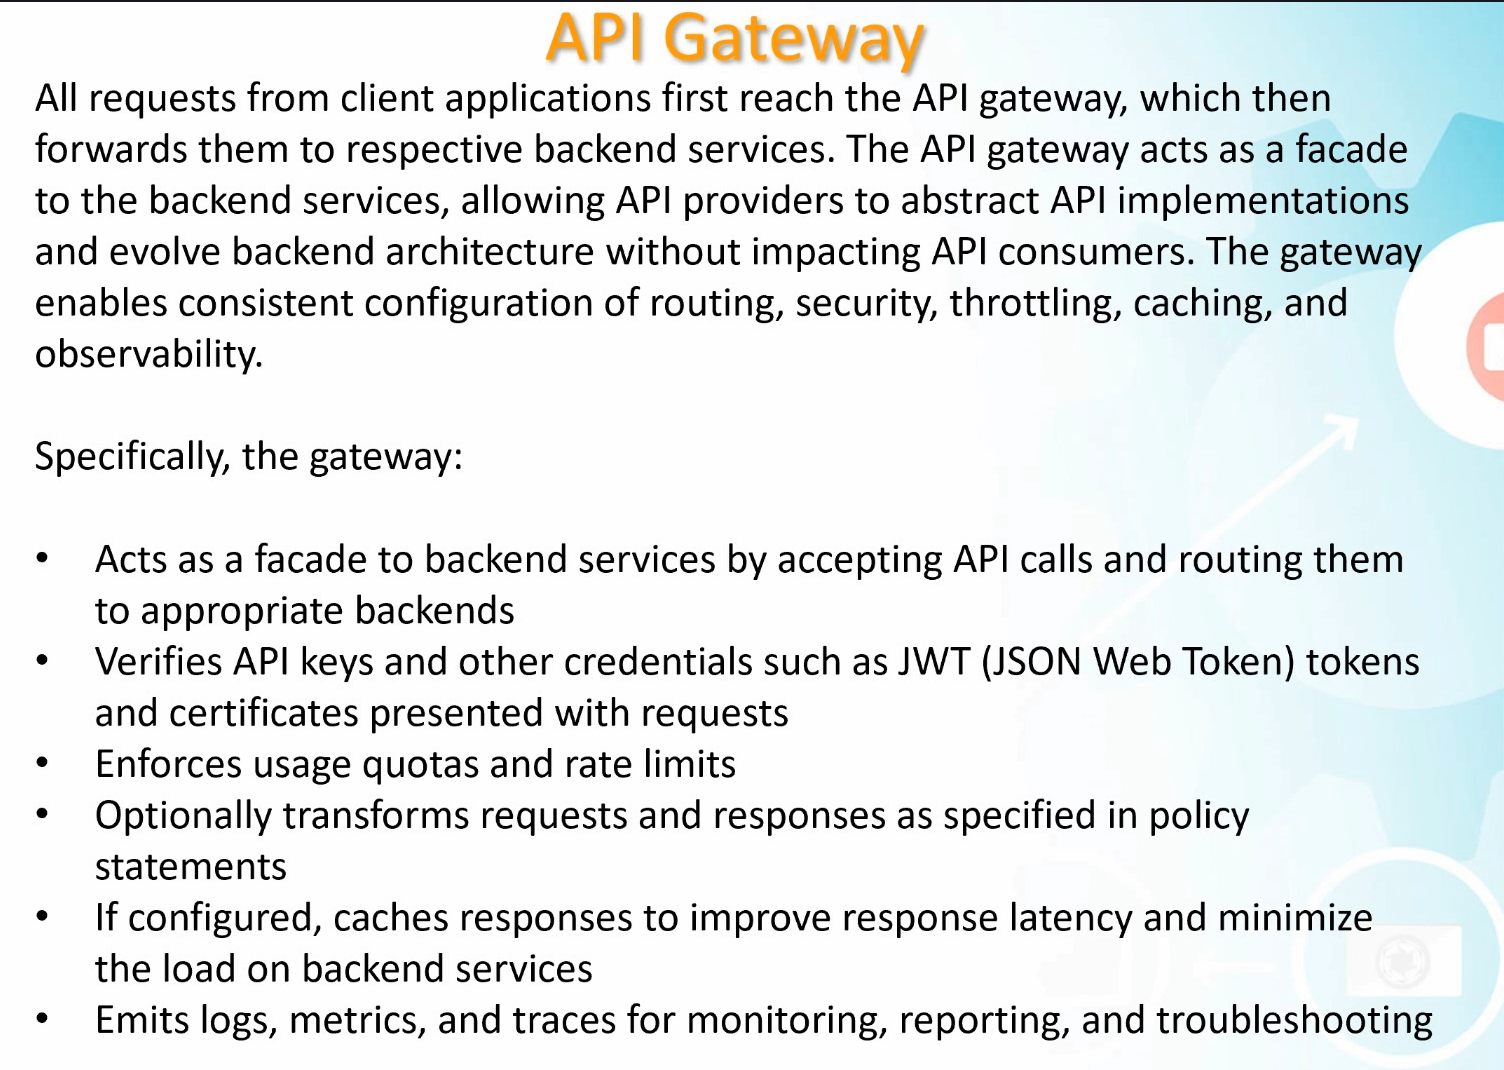 API Gateway
All requests from client applications first reach the API gateway, which then
forwards them to respective backend services. The API gateway acts as a facade
to the backend services, allowing API providers to abstract API implementations
and evolve backend architecture without impacting API consumers. The gateway
enables consistent configuration of routing, security, throttling, caching, and
observability.
Specifically, the gateway:
• Acts as a facade to backend services by accepting API calls and routing them
to appropriate backends
• Verifies API keys and other credentials such as JWT (JSON Web Token) tokens
and certificates presented with requests
• Enforces usage quotas and rate limits
• Optionally transforms requests and responses as specified in policy
statements
• If configured, caches responses to improve response latency and minimize
the load on backend services
• Emits logs, metrics, and traces for monitoring, reporting, and troubleshooting